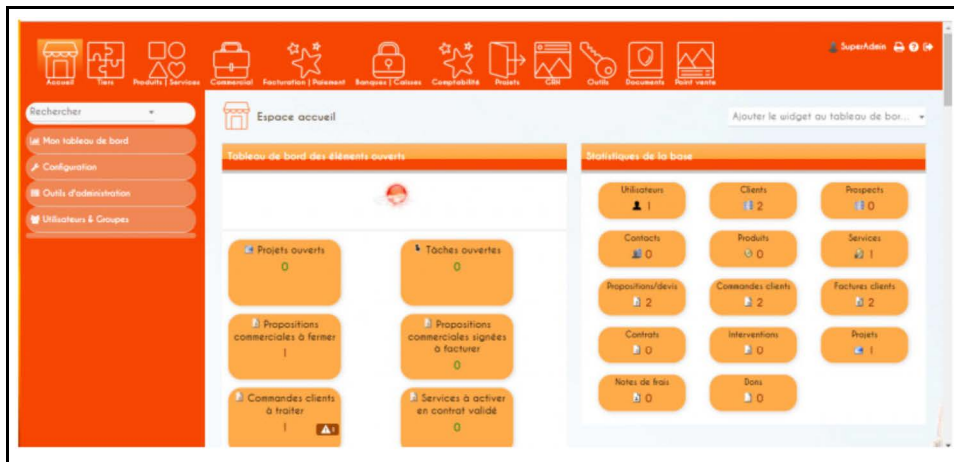 SuperAdmin
Accueil Tiers Produits | Services Commercial Facturation | Paiement Banques | Caisses Comptabilité Projets GRH Outils Documents Point vente
Rechercher
Mon tableau de bord
Configuration
Outils d'administration
Utilisateurs & Groupes
Espace accueil
Ajouter le widget au tableau de bor...
Tableau de bord des éléments ouverts
Projets ouverts
0
Tâches ouvertes
0
Propositions
commerciales à fermer
1
Propositions
commerciales signées
à facturer
0
Commandes clients
à traiter
1
1
Services à activer
en contrat validé
0
Statistiques de la base
Utilisateurs
1
Clients
2
Prospects
0
Contacts
0
Produits
0
Services
1
Propositions/devis
2
Commandes clients
2
Factures clients
2
Contrats
0
Interventions
0
Projets
1
Notes de frais
0
Dons
0